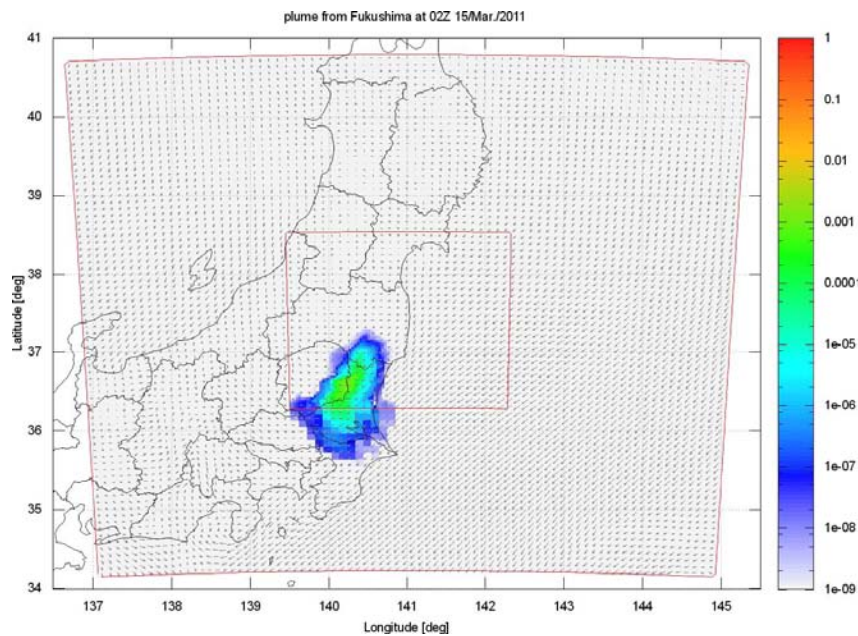 plume from Fukushima at 02Z 15/Mar./2011
41
40
39
38
37
36
35
34
Latitude [deg]
137
138
139
140
141
142
143
144
145
Longitude [deg]
1
0.1
0.01
0.001
0.0001
1e-05
1e-06
1e-07
1e-08
1e-09